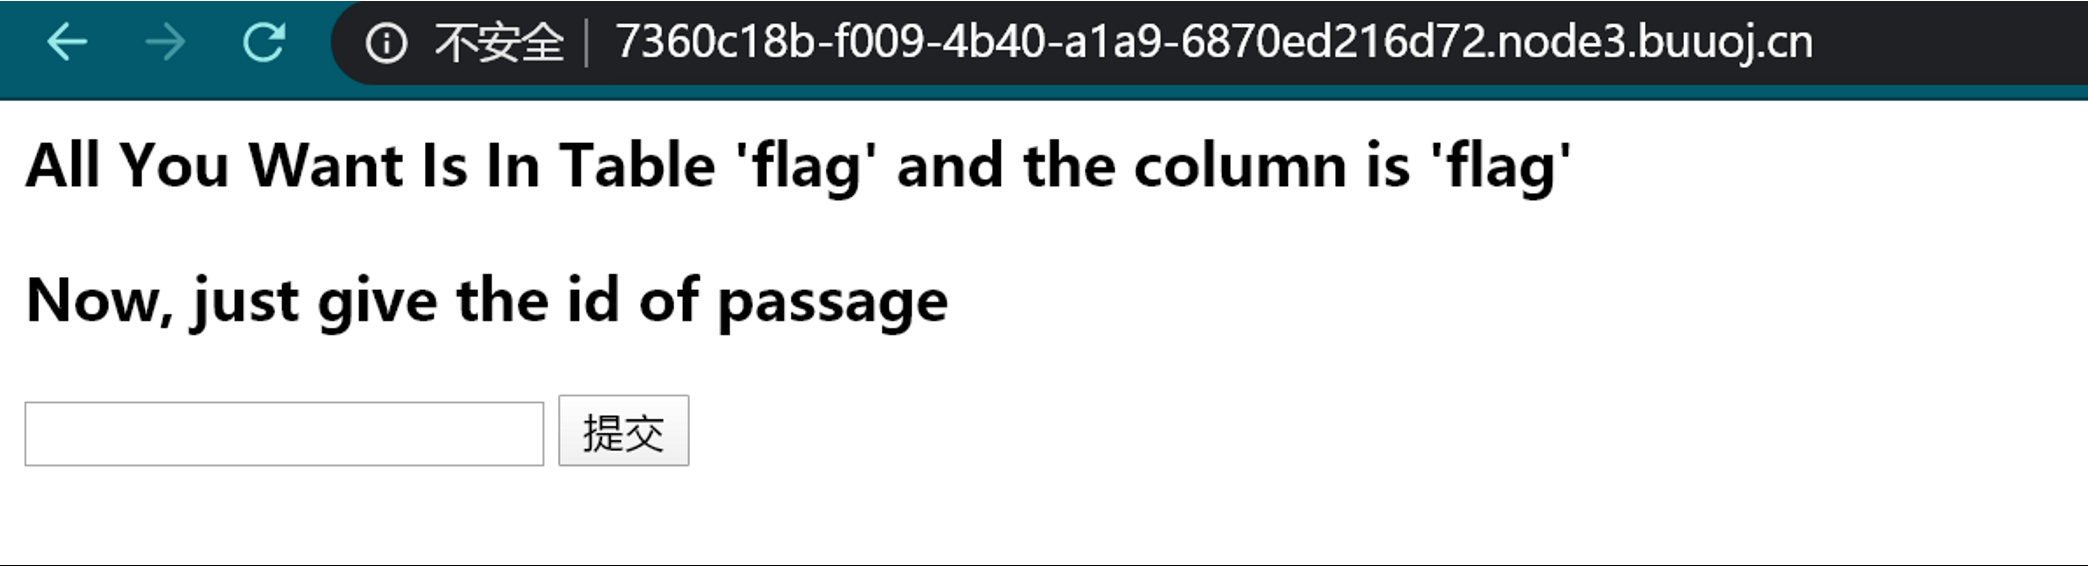 不安全 | 7360c18b-f009-4b40-a1a9-6870ed216d72.node3.buuoj.cn
All You Want Is In Table 'flag' and the column is 'flag'
Now, just give the id of passage
提交